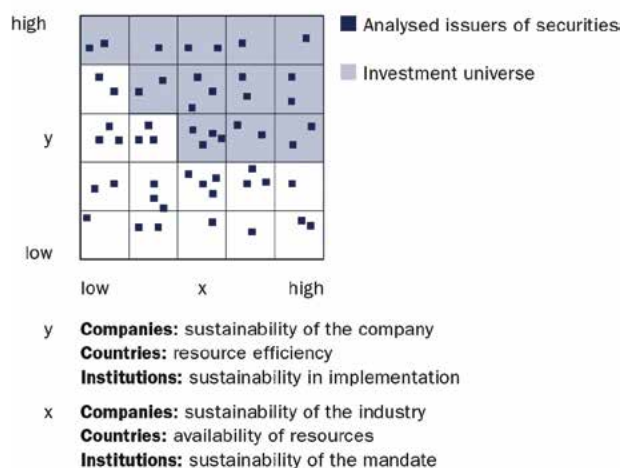 high
Analysed issuers of securities
Investment universe
y
low
low x high
y Companies: sustainability of the company
Countries: resource efficiency
Institutions: sustainability in implementation
x Companies: sustainability of the industry
Countries: availability of resources
Institutions: sustainability of the mandate